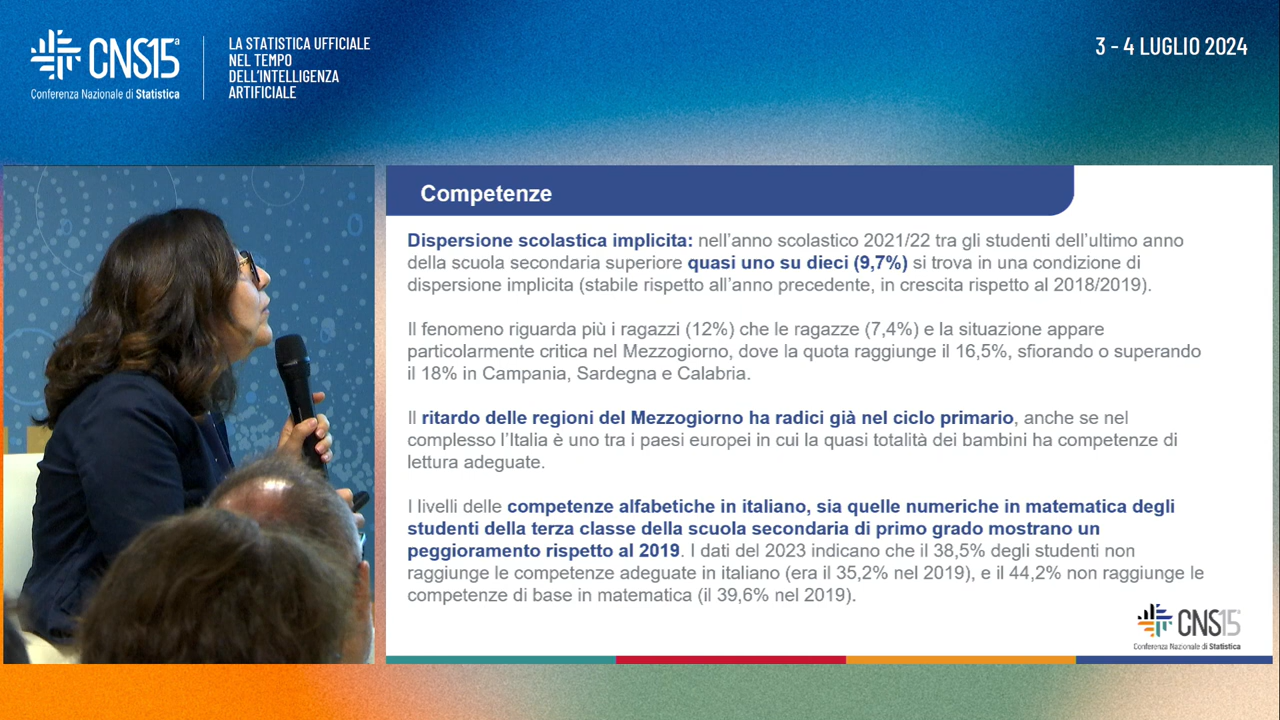 CNS15ª
Conferenza Nazionale di Statistica
LA STATISTICA UFFICIALE
NEL TEMPO
DELL'INTELLIGENZA
ARTIFICIALE
3 - 4 LUGLIO 2024
Competenze
Dispersione scolastica implicita: nell'anno scolastico 2021/22 tra gli studenti dell'ultimo anno
della scuola secondaria superiore quasi uno su dieci (9,7%) si trova in una condizione di
dispersione implicita (stabile rispetto all'anno precedente, in crescita rispetto al 2018/2019).
Il fenomeno riguarda più i ragazzi (12%) che le ragazze (7,4%) e la situazione appare
particolarmente critica nel Mezzogiorno, dove la quota raggiunge il 16,5%, sfiorando o superando
il 18% in Campania, Sardegna e Calabria.
Il ritardo delle regioni del Mezzogiorno ha radici già nel ciclo primario, anche se nel
complesso l'Italia è uno tra i paesi europei in cui la quasi totalità dei bambini ha competenze di
lettura adeguate.
I livelli delle competenze alfabetiche in italiano, sia quelle numeriche in matematica degli
studenti della terza classe della scuola secondaria di primo grado mostrano un
peggioramento rispetto al 2019. I dati del 2023 indicano che il 38,5% degli studenti non
raggiunge le competenze adeguate in italiano (era il 35,2% nel 2019), e il 44,2% non raggiunge le
competenze di base in matematica (il 39,6% nel 2019).
CNS15ª
Conferenza Nazionale di Statistica